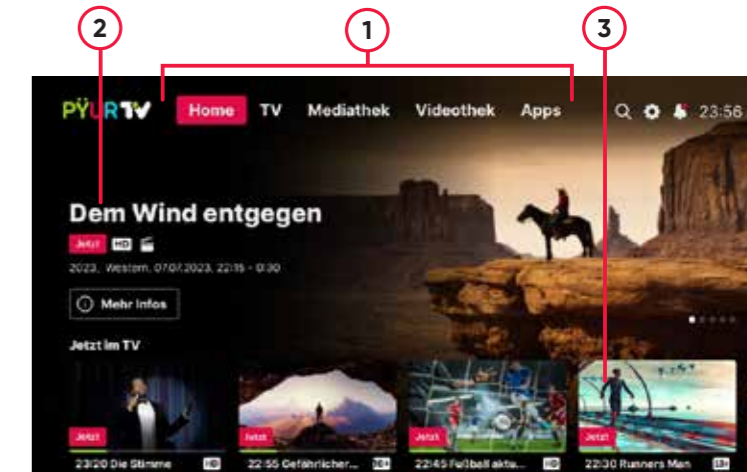 2 1 3
PŸUR TV Home TV Mediathek Videothek Apps 23:56
Dem Wind entgegen
Jetzt HD
2023, Western, 07.07.2023, 22:15 - 0:30
Mehr Infos
Jetzt im TV
Jetzt Jetzt Jetzt Jetzt
23:20 Die Stimme HD 22:55 Gefährlicher... 22:45 Fußball aktu... HD 22:30 Runners Man